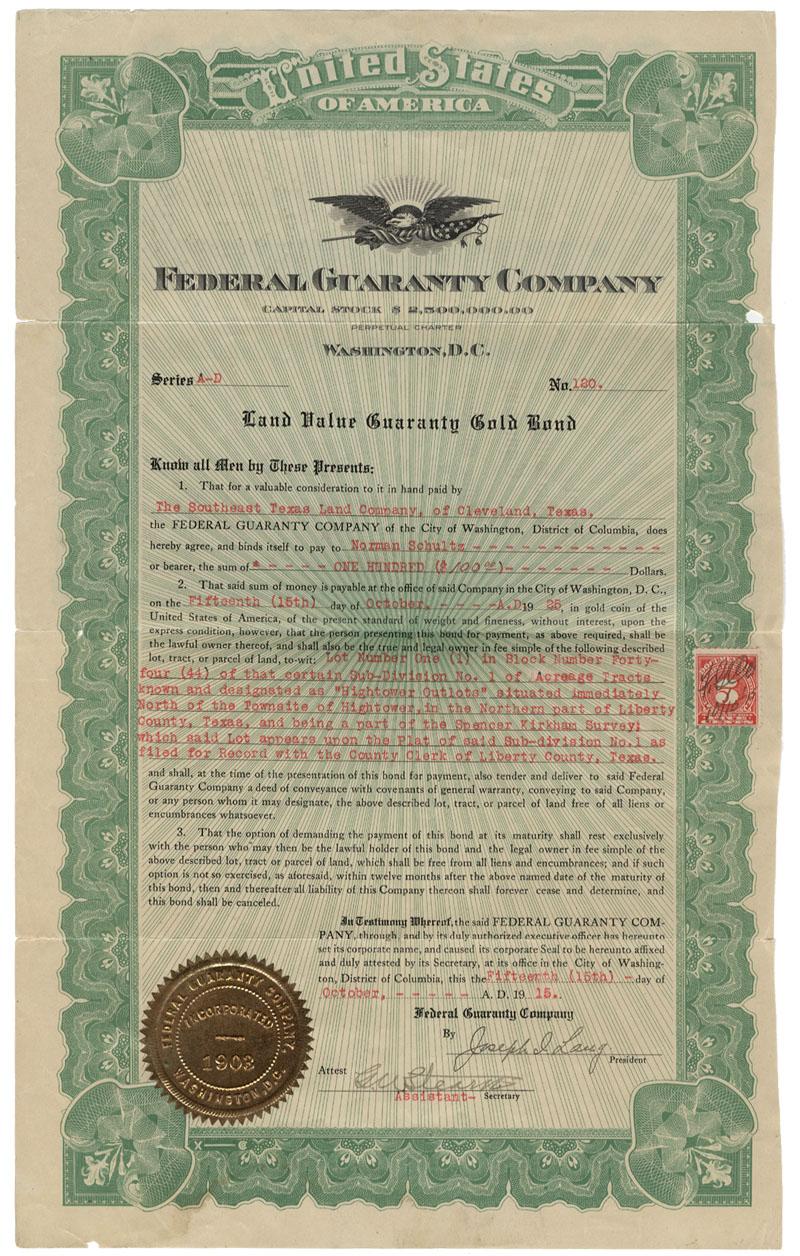 United States
OF AMERICA
FEDERAL GUARANTY COMPANY
CAPITAL STOCK $ 2,500,000.00
PERPETUAL CHARTER
WASHINGTON, D.C.
Series A-D No. 120.
Land Value Guaranty Gold Bond
Know all Men by These Presents:
1. That for a valuable consideration to it in hand paid by
The Southeast Texas Land Company, of Cleveland, Texas,
the FEDERAL GUARANTY COMPANY of the City of Washington, District of Columbia, does
hereby agree, and binds itself to pay to Norman Schultz - - - - - - - - - - - - -
or bearer, the sum of * - - - - - ONE HUNDRED ($100.00)- - - - - - - - Dollars.
2. That said sum of money is payable at the office of said Company in the City of Washington, D. C.,
on the Fifteenth (15th) day of October, - - - -A.D 19 25, in gold coin of the
United States of America, of the present standard of weight and fineness, without interest, upon the
express condition, however, that the person presenting this bond for payment, as above required, shall be
the lawful owner thereof, and shall also be the true and legal owner in fee simple of the following described
lot, tract, or parcel of land, to-wit: Lot Number One (1) in Block Number Forty-
four (44) of that certain Sub-Division No. 1 of Acreage Tracts
known and designated as "Hightower Outlots" situated immediately
North of the Townsite of Hightower, in the Northern part of Liberty
County, Texas, and being a part of the Spencer Kirkham Survey;
which said Lot appears upon the Plat of said Sub-division No.1 as
filed for Record with the County Clerk of Liberty County, Texas.
and shall, at the time of the presentation of this bond for payment, also tender and deliver to said Federal
Guaranty Company a deed of conveyance with covenants of general warranty, conveying to said Company,
or any person whom it may designate, the above described lot, tract, or parcel of land free of all liens or
encumbrances whatsoever.
3. That the option of demanding the payment of this bond at its maturity shall rest exclusively
with the person who may then be the lawful holder of this bond and the legal owner in fee simple of the
above described lot, tract or parcel of land, which shall be free from all liens and encumbrances; and if such
option is not so exercised, as aforesaid, within twelve months after the above named date of the maturity of
this bond, then and thereafter all liability of this Company thereon shall forever cease and determine, and
this bond shall be canceled.
In Testimony Whereof, the said FEDERAL GUARANTY COM-
PANY, through, and by its duly authorized executive officer has hereunto
set its corporate name, and caused its corporate Seal to be hereunto affixed
and duly attested by its Secretary, at its office in the City of Washing-
ton, District of Columbia, this the Fifteenth (15th) - day of
October, - - - - - A. D. 19 15.
Federal Guaranty Company
By Joseph I. Lang.
President
Attest
Assistant- Secretary
FEDERAL GUARANTY COMPANY,
INCORPORATED
1903
WASHINGTON, D.C.
5